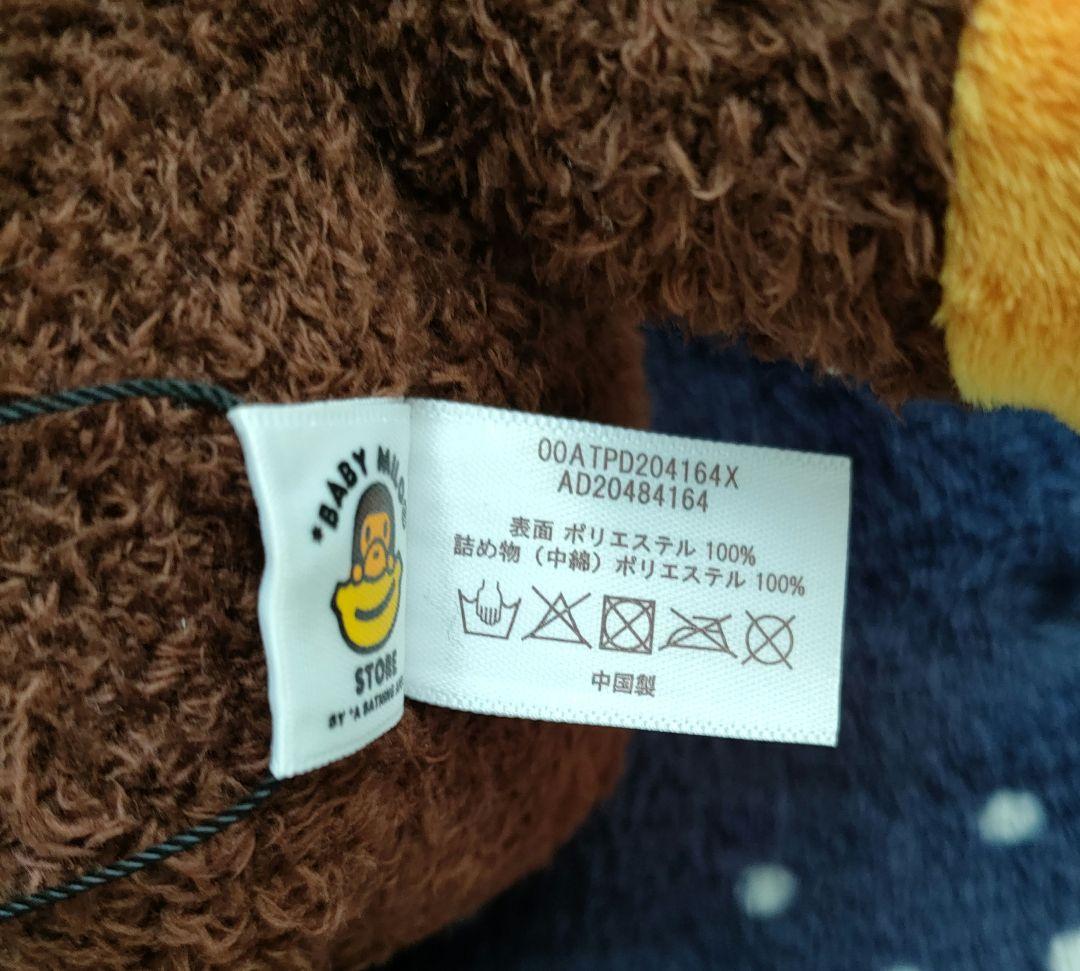 *BABY MILO®
STORE
BY *A BATHING
00ATPD204164X
AD20484164
表面 ポリエステル 100%
詰め物（中綿）ポリエステル 100%
中国製